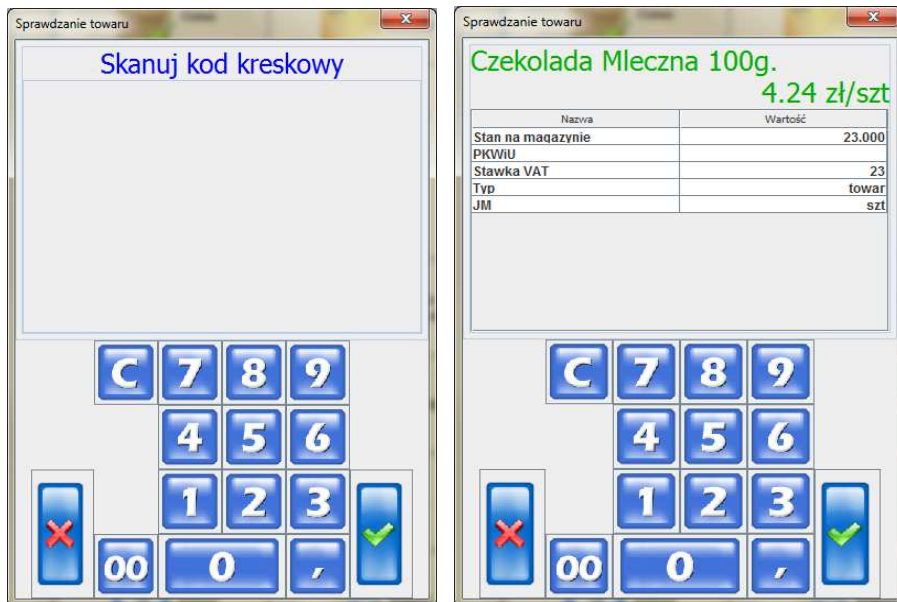 Sprawdzanie towaru
Skanuj kod kreskowy
C 7 8 9
4 5 6
1 2 3
00 0 ,
Sprawdzanie towaru
Czekolada Mleczna 100g.
4.24 zł/szt
Nazwa Wartość
Stan na magazynie 23.000
PKWiU
Stawka VAT 23
Typ towar
JM szt
C 7 8 9
4 5 6
1 2 3
00 0 ,